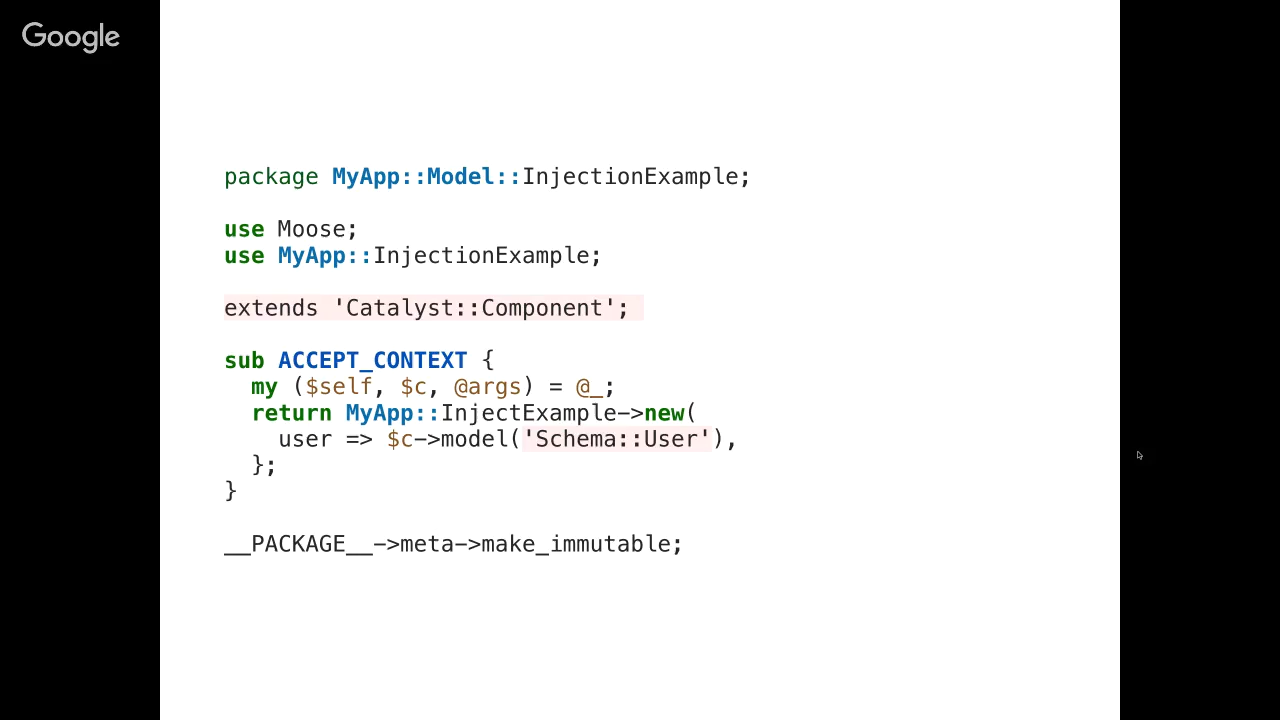 Google
package MyApp::Model::InjectionExample;
use Moose;
use MyApp::InjectionExample;
extends 'Catalyst::Component';
sub ACCEPT_CONTEXT {
my ($self, $c, @args) = @_;
return MyApp::InjectExample->new(
user => $c->model('Schema::User'),
};
}
__PACKAGE__->meta->make_immutable;